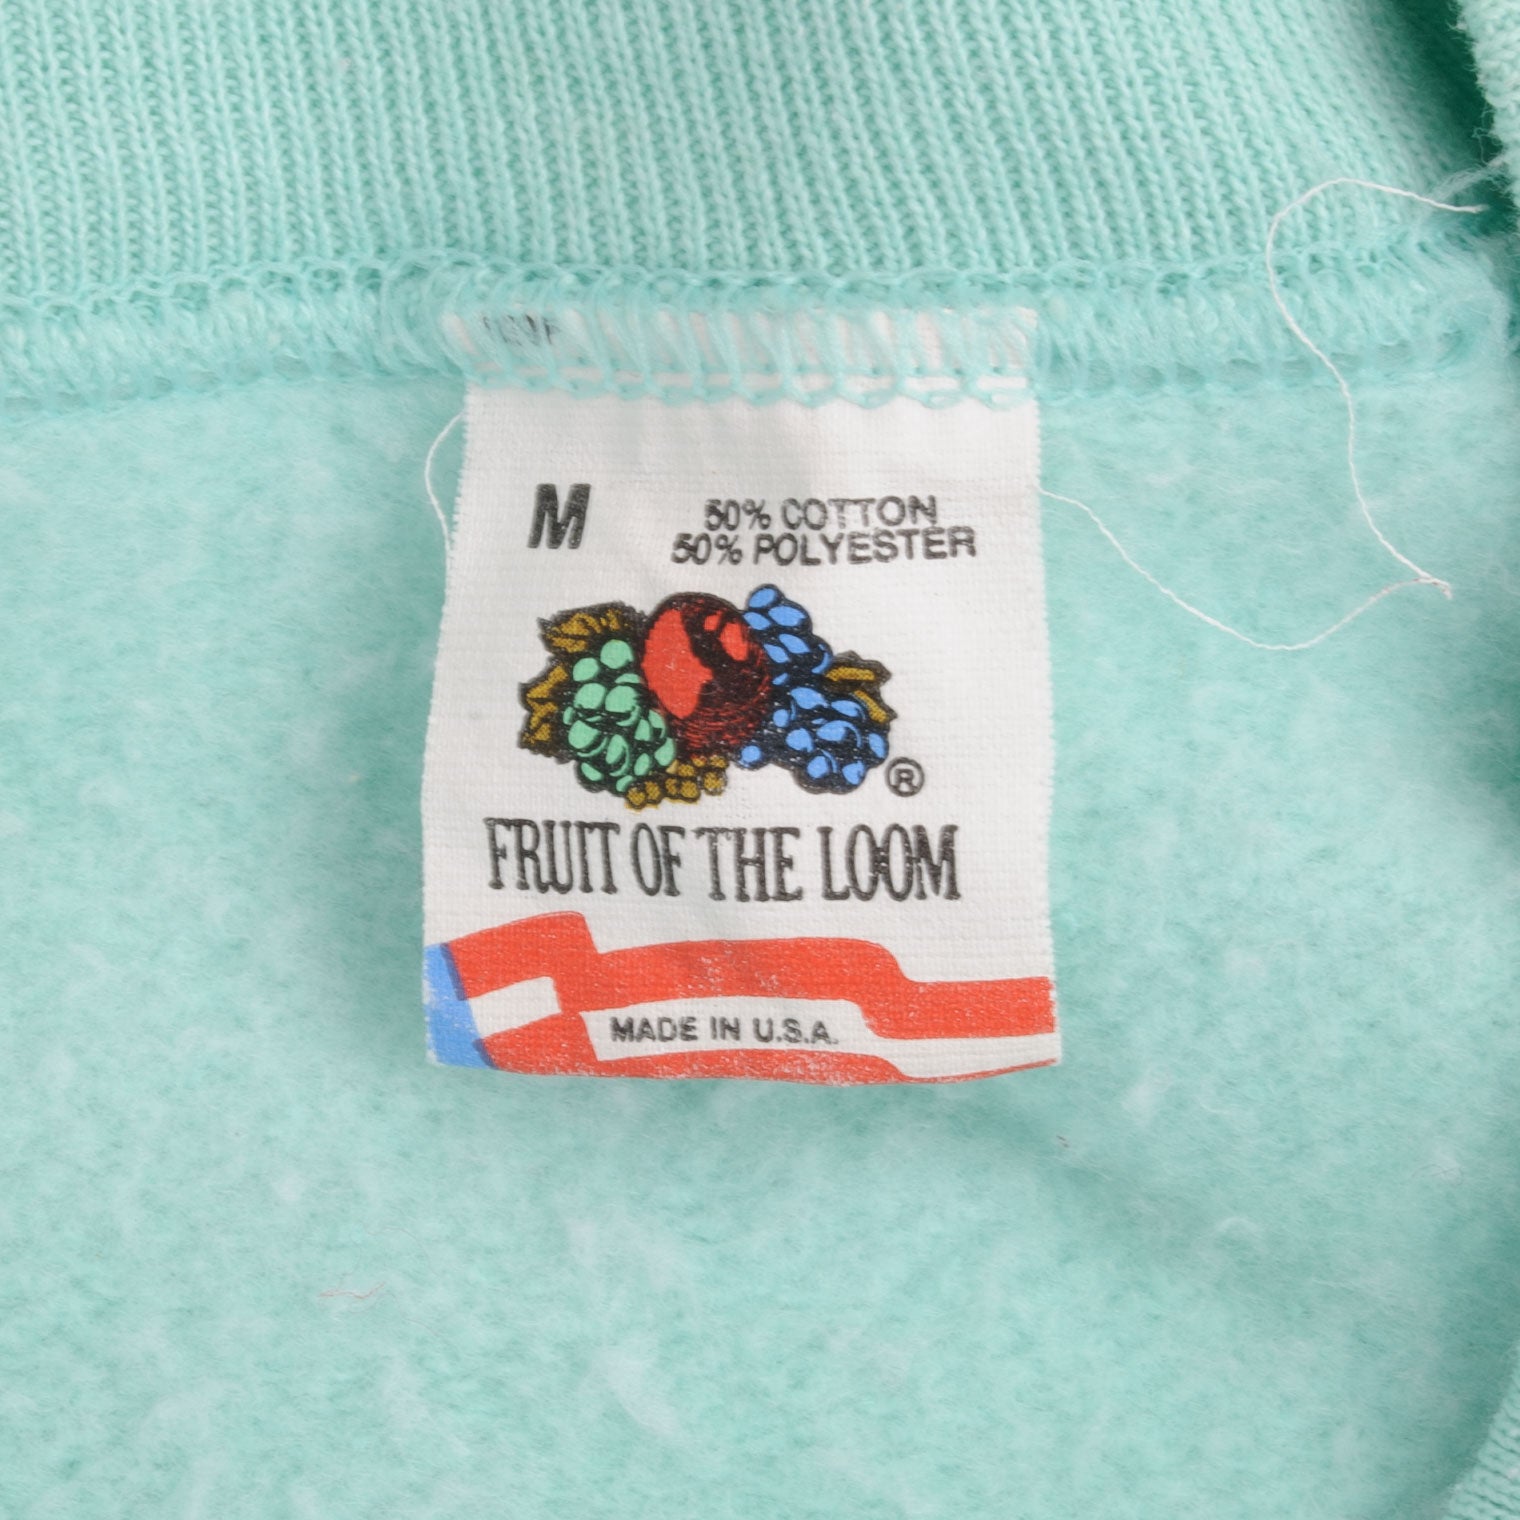 M
50% COTTON
50% POLYESTER
®
FRUIT OF THE LOOM
MADE IN U.S.A.